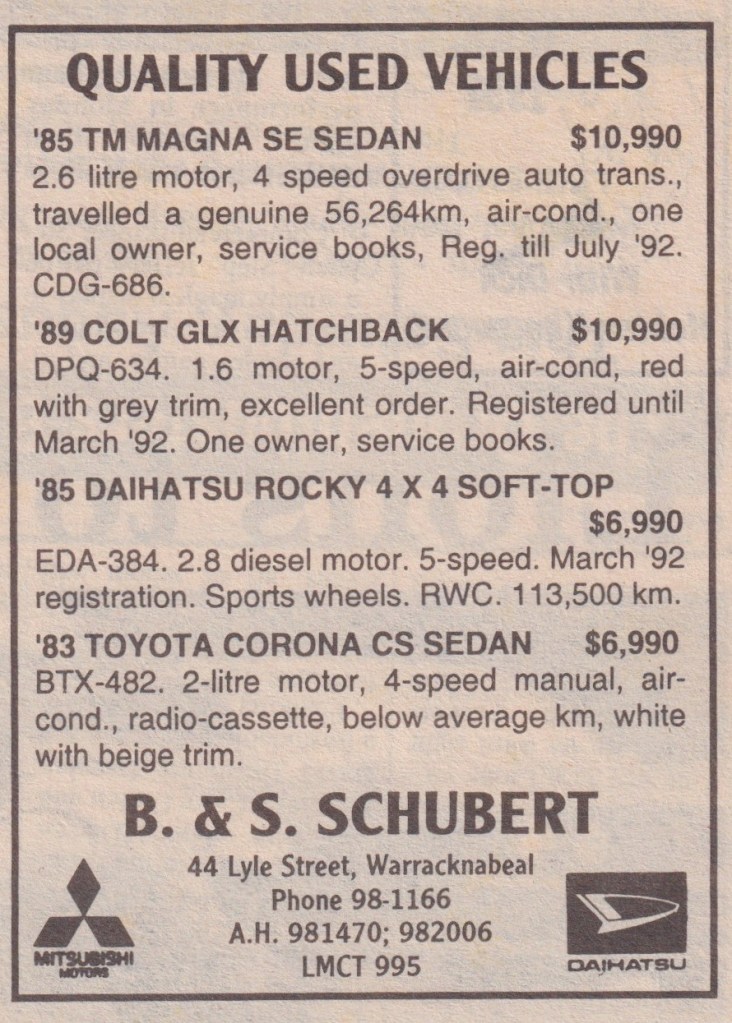 QUALITY USED VEHICLES
'85 TM MAGNA SE SEDAN $10,990
2.6 litre motor, 4 speed overdrive auto trans.,
travelled a genuine 56,264km, air-cond., one
local owner, service books, Reg. till July '92.
CDG-686.
'89 COLT GLX HATCHBACK $10,990
DPQ-634. 1.6 motor, 5-speed, air-cond, red
with grey trim, excellent order. Registered until
March '92. One owner, service books.
'85 DAIHATSU ROCKY 4 X 4 SOFT-TOP
$6,990
EDA-384. 2.8 diesel motor. 5-speed. March '92
registration. Sports wheels. RWC. 113,500 km.
'83 TOYOTA CORONA CS SEDAN $6,990
BTX-482. 2-litre motor, 4-speed manual, air-
cond., radio-cassette, below average km, white
with beige trim.
B. & S. SCHUBERT
44 Lyle Street, Warracknabeal
Phone 98-1166
A.H. 981470; 982006
LMCT 995
MITSUBISHI
MOTORS
DAIHATSU